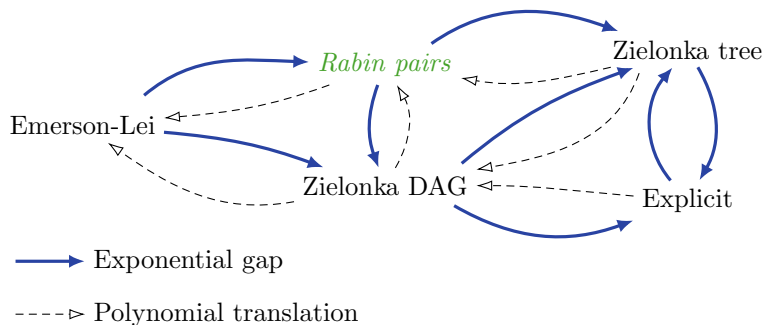 Zielonka tree
Rabin pairs
Emerson-Lei
Zielonka DAG
Explicit
Exponential gap
Polynomial translation